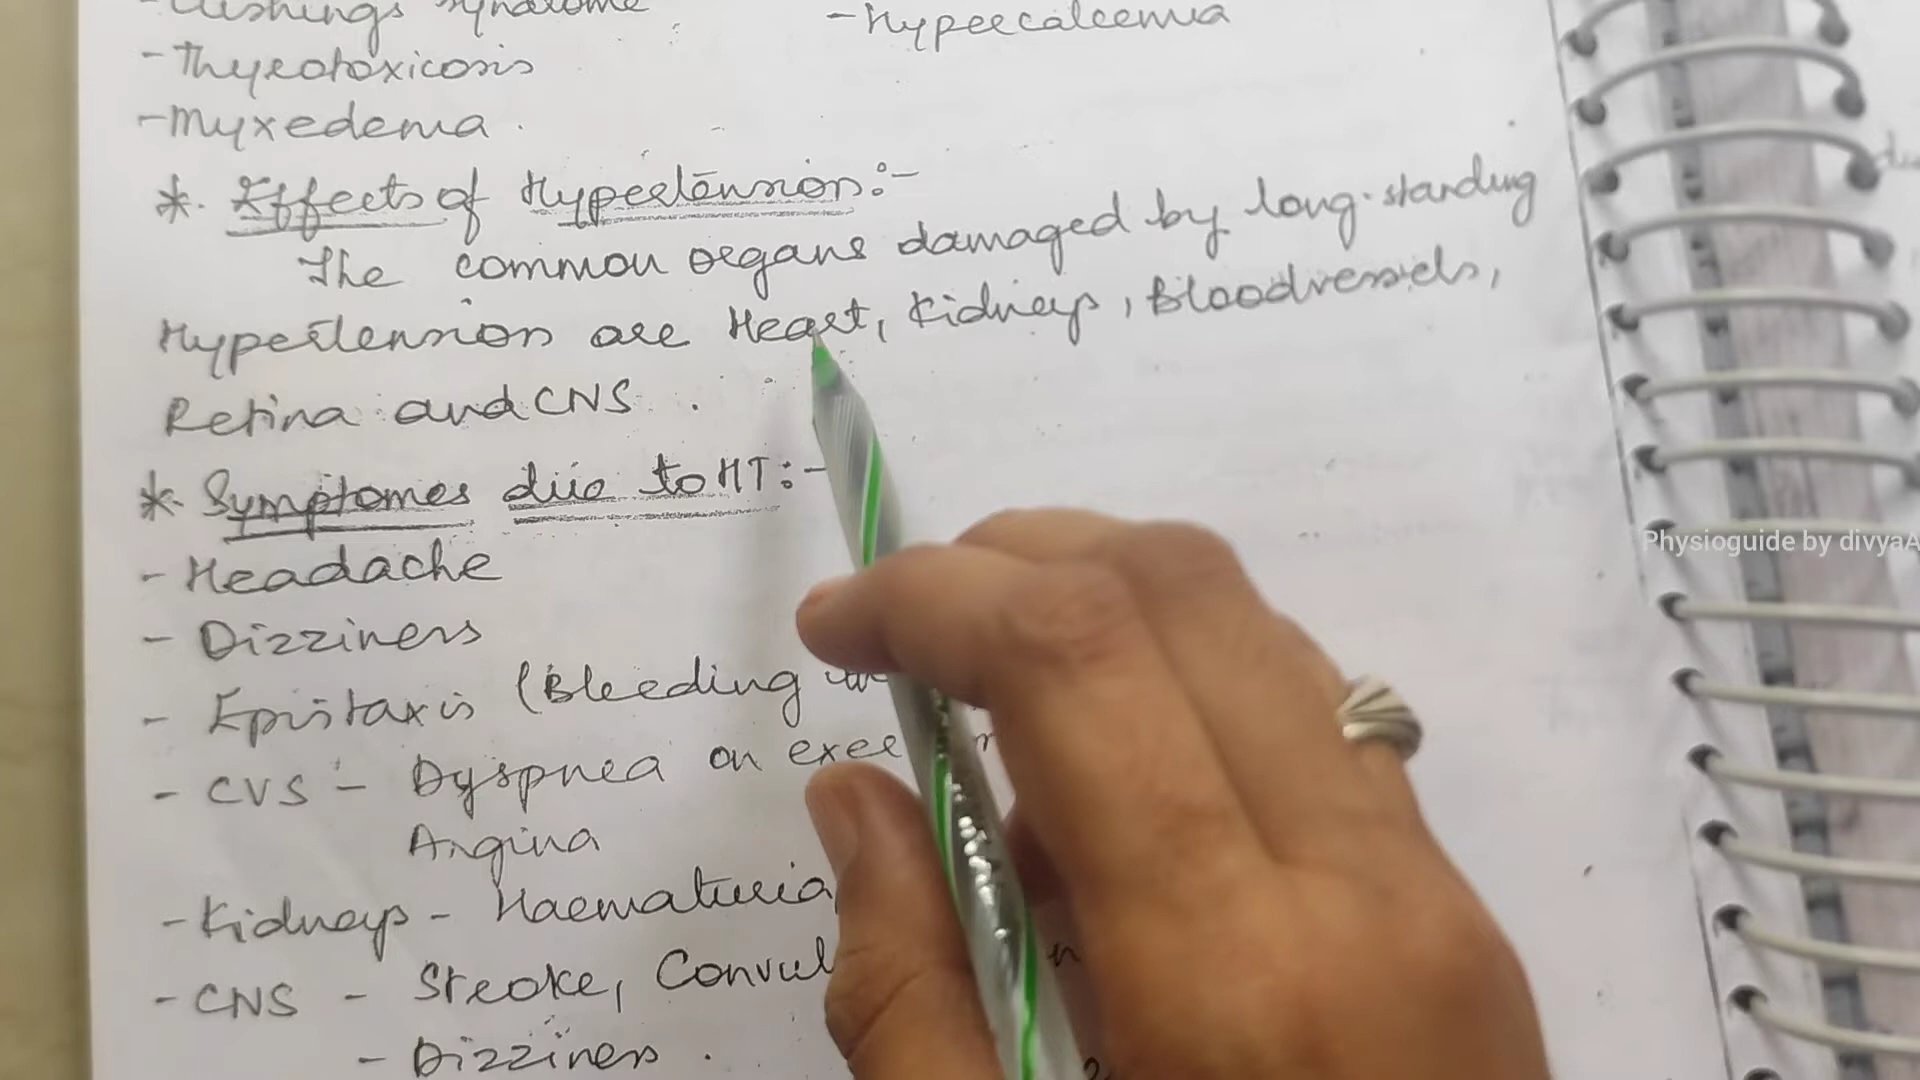 Cushings syndrome
- Hypercalcemia
- Thyrotoxicosis
- Myxedema.
*. Effects of Hypertension:-
The common organs damaged by long-standing
Hypertension are Heart, Kidneys, Bloodvessels,
Retina and CNS.
*. Symptomes due to HT:-
- Headache
- Dizziness
- Epistaxis (Bleeding
- CVS - Dyspnea on
Angina
- Kidneys - Haematuria,
- CNS - Stroke,
- Dizziness.
Physioguide by divyaA